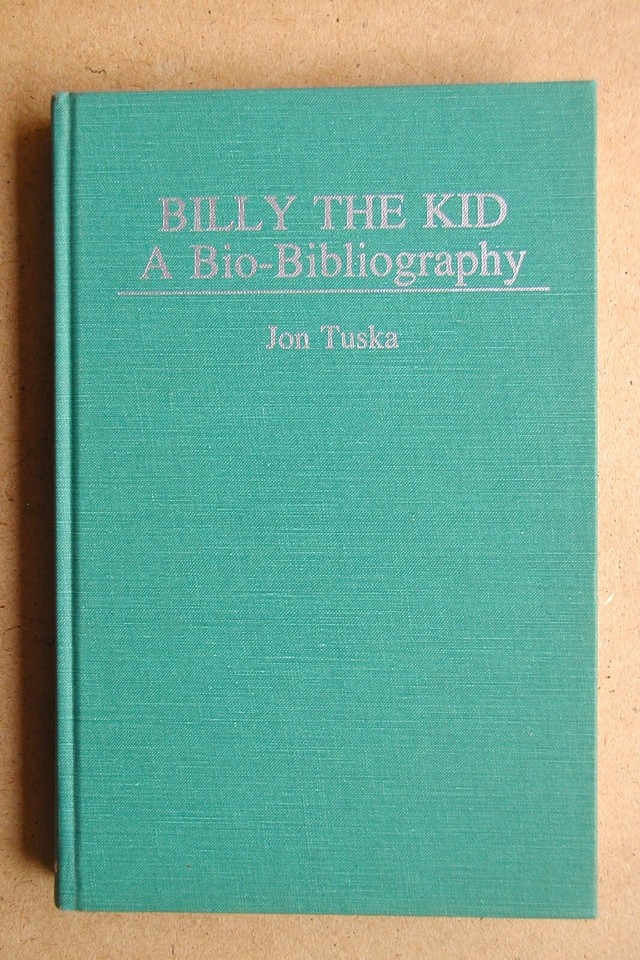 BILLY THE KID
A Bio-Bibliography
Jon Tuska